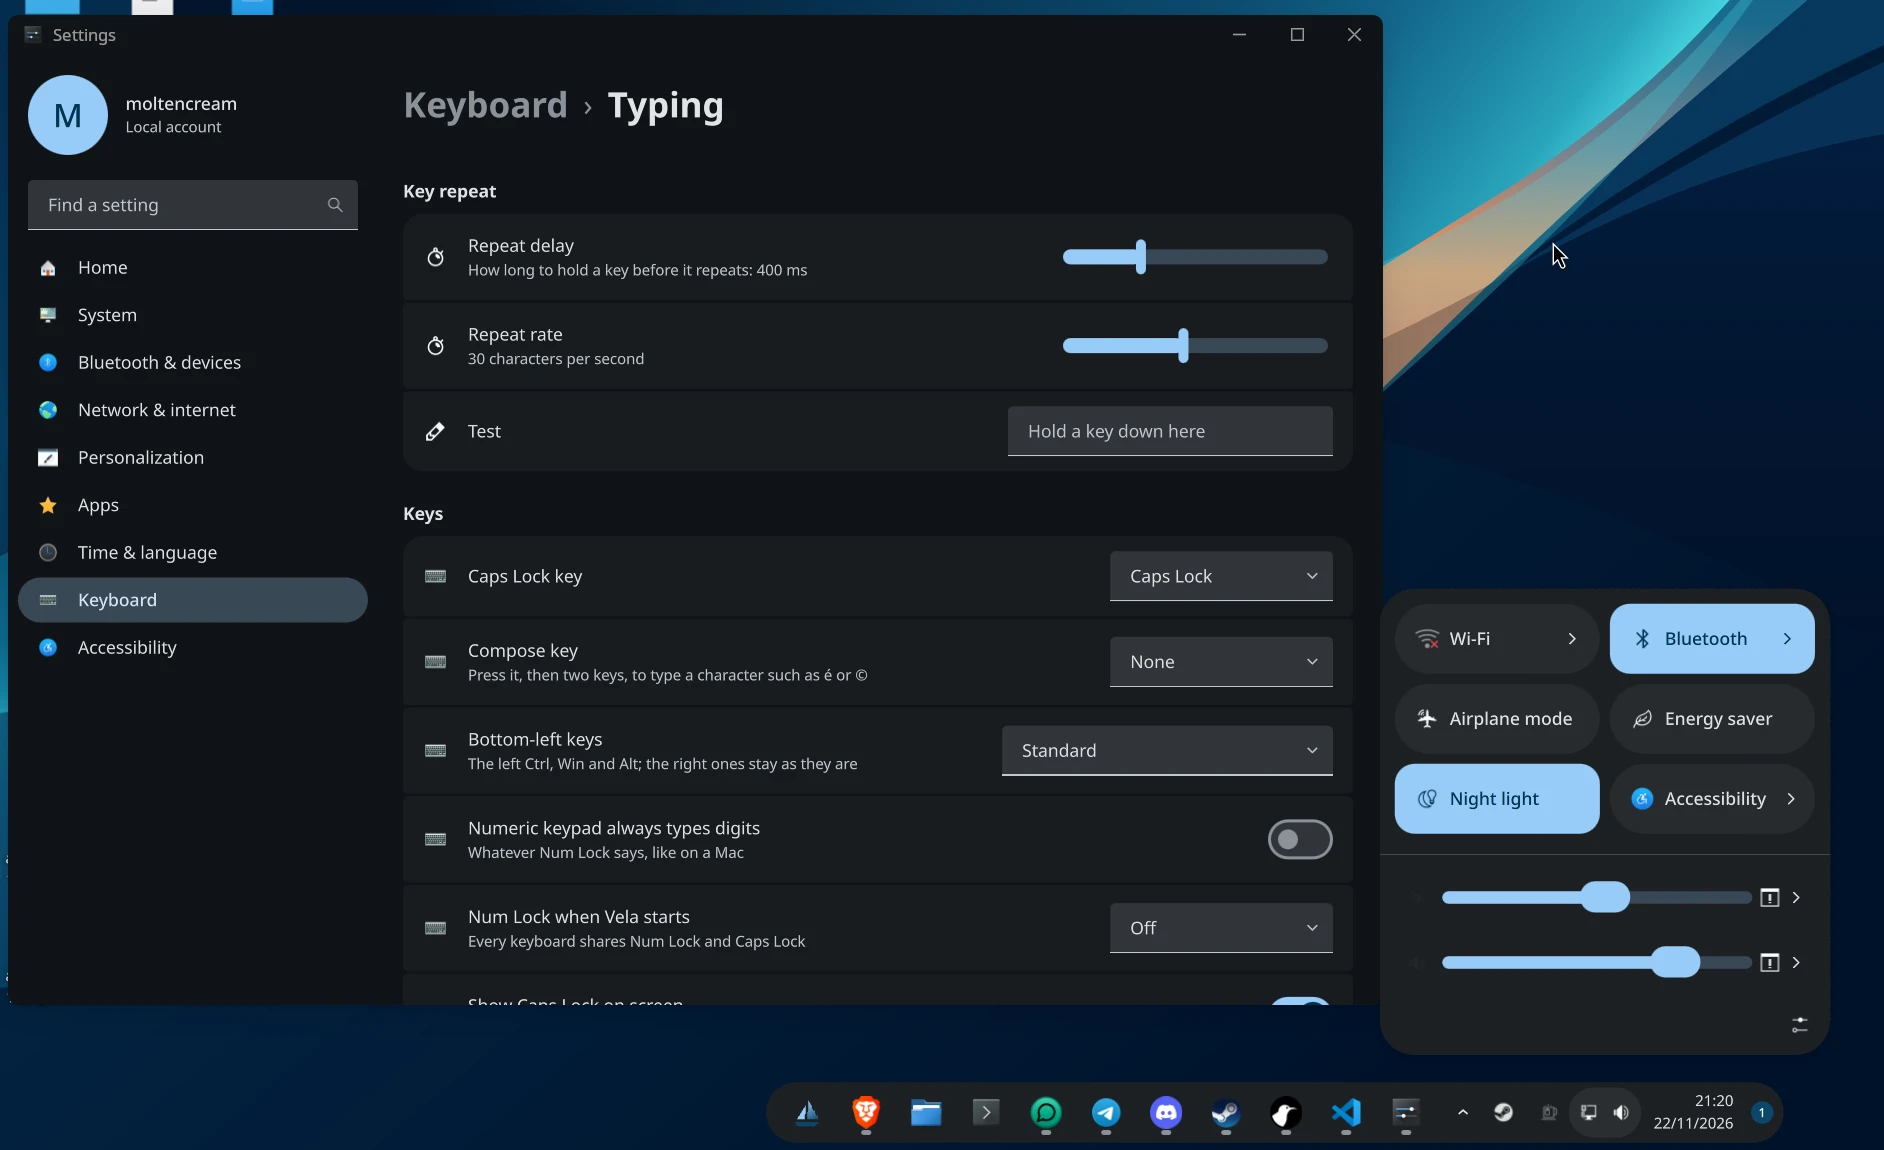 Settings
M
moltencream
Local account
Find a setting
Home
System
Bluetooth & devices
Network & internet
Personalization
Apps
Time & language
Keyboard
Accessibility
Keyboard › Typing
Key repeat
Repeat delay
How long to hold a key before it repeats: 400 ms
Repeat rate
30 characters per second
Test
Hold a key down here
Keys
Caps Lock key
Caps Lock
Compose key
Press it, then two keys, to type a character such as é or ©
None
Bottom-left keys
The left Ctrl, Win and Alt; the right ones stay as they are
Standard
Numeric keypad always types digits
Whatever Num Lock says, like on a Mac
Num Lock when Vela starts
Every keyboard shares Num Lock and Caps Lock
Off
Show Caps Lock on screen
Wi-Fi
Bluetooth
Airplane mode
Energy saver
Night light
Accessibility
21:20
22/11/2026
1